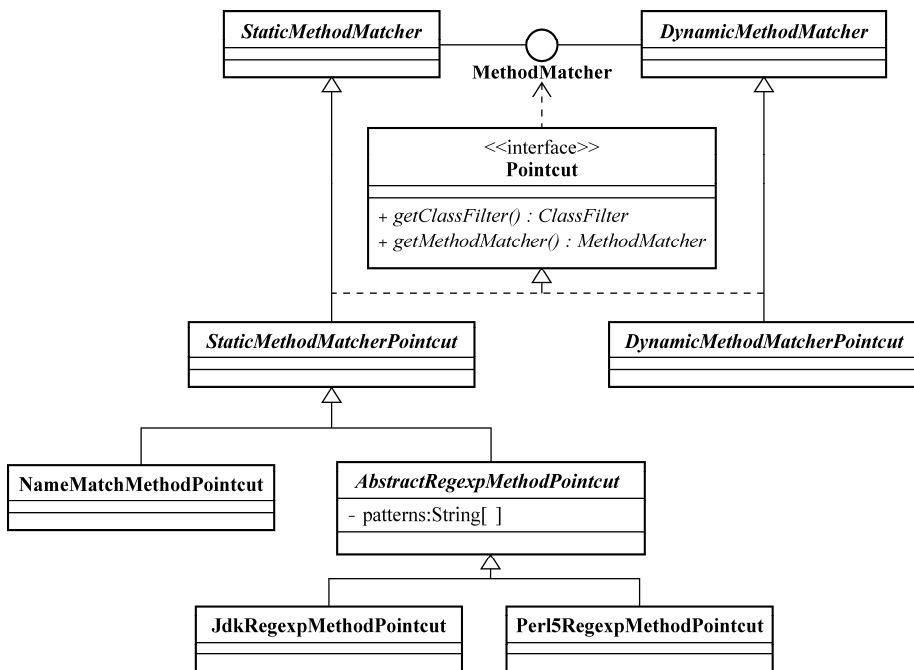 StaticMethodMatcher
DynamicMethodMatcher
MethodMatcher
<<interface>>
Pointcut
+ getClassFilter() : ClassFilter
+ getMethodMatcher() : MethodMatcher
StaticMethodMatcherPointcut
DynamicMethodMatcherPointcut
NameMatchMethodPointcut
AbstractRegexpMethodPointcut
- patterns:String[ ]
JdkRegexpMethodPointcut
Perl5RegexpMethodPointcut